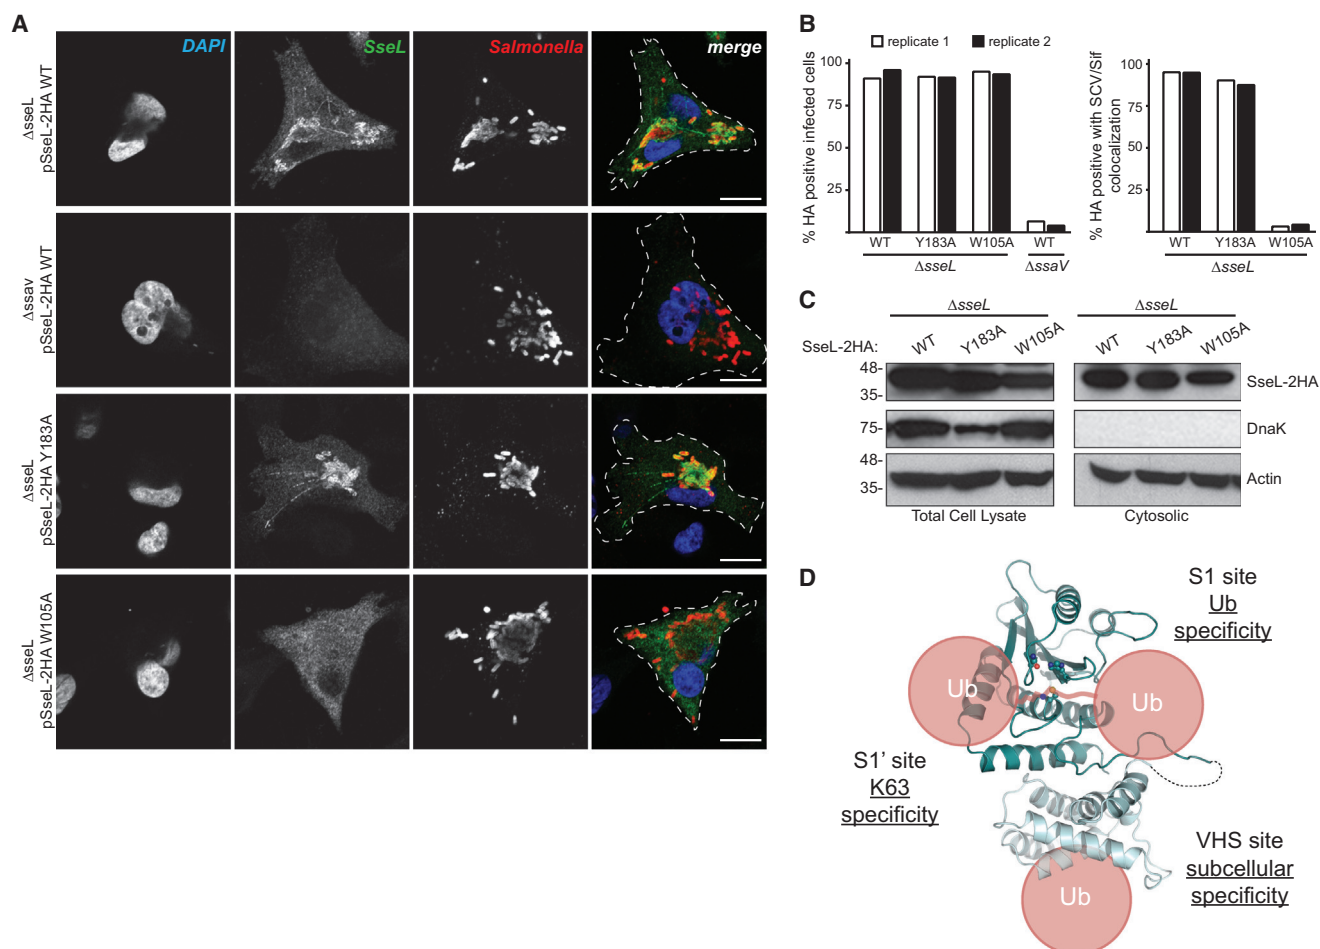 A
DAPI
SseL
Salmonella
merge
ΔsseL
pSseL-2HA WT
Δssav
pSseL-2HA WT
ΔsseL
pSseL-2HA Y183A
ΔsseL
pSseL-2HA W105A
B
replicate 1
replicate 2
% HA positive infected cells
100
75
50
25
WT
Y183A
W105A
WT
ΔsseL
ΔssaV
% HA positive with SCV/Sif
colocalization
100
75
50
25
WT
Y183A
W105A
ΔsseL
C
ΔsseL
ΔsseL
SseL-2HA:
WT
Y183A
W105A
WT
Y183A
W105A
48-
35-
SseL-2HA
75-
DnaK
48-
35-
Actin
Total Cell Lysate
Cytosolic
D
S1 site
Ub
specificity
Ub
Ub
S1' site
K63
specificity
VHS site
subcellular
specificity
Ub